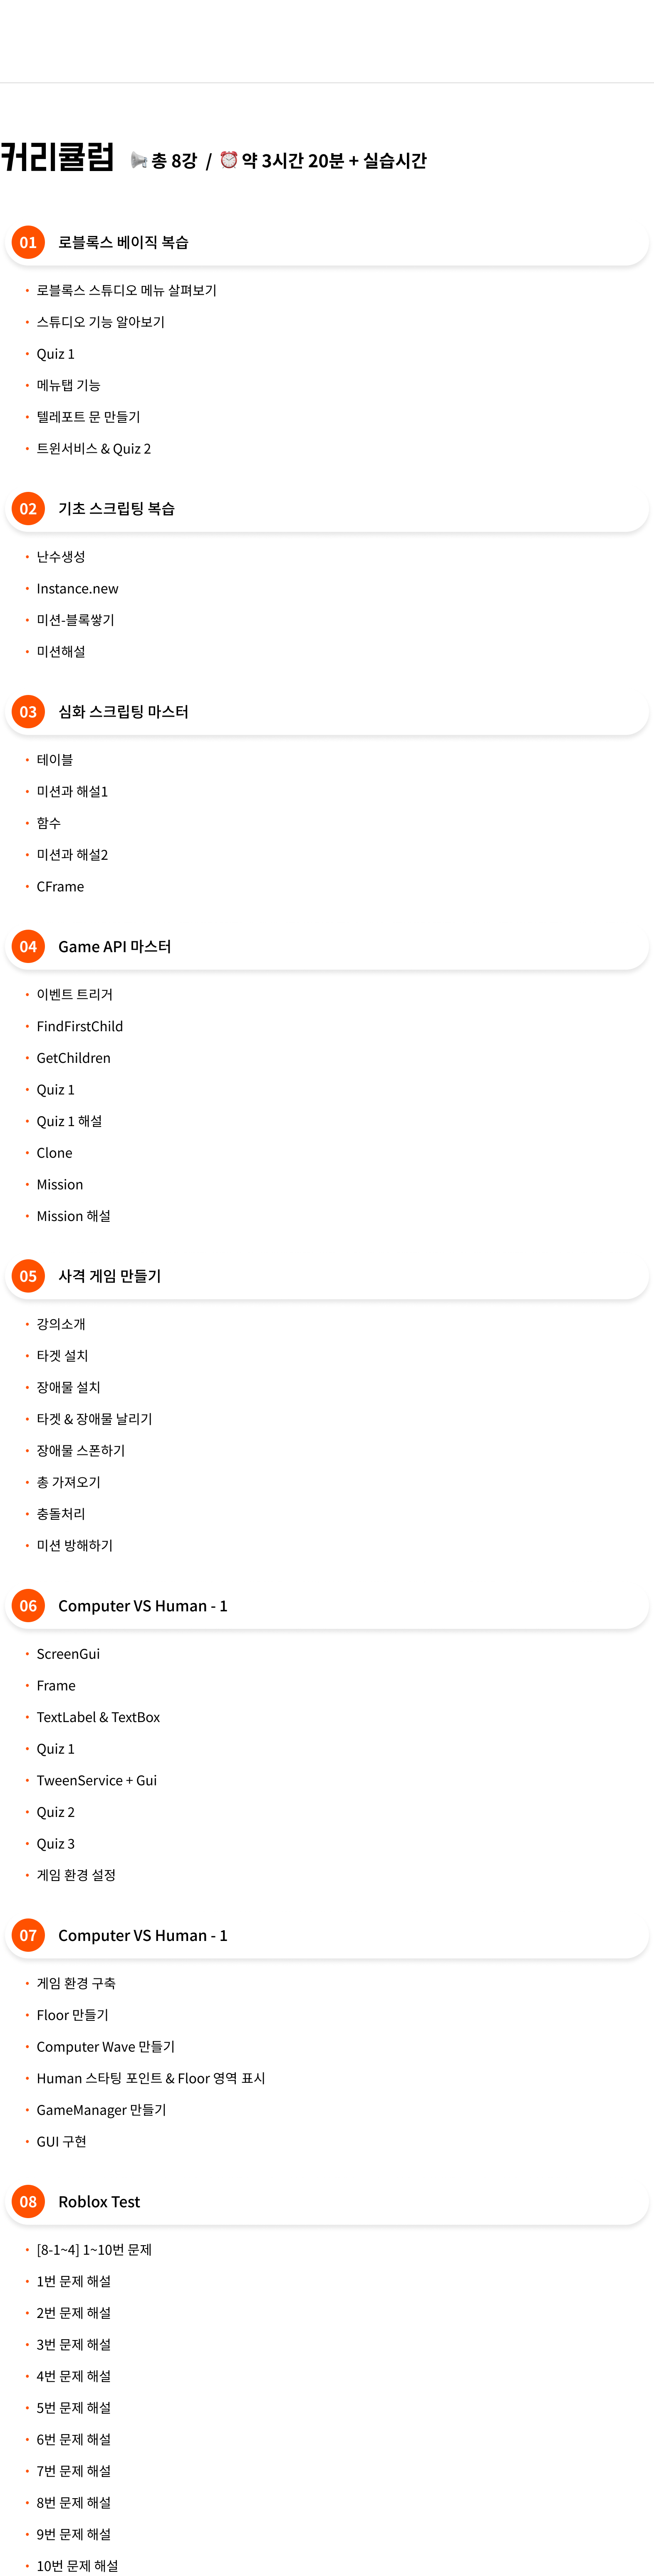 커리큘럼 총 8강 / 약 3시간 20분 + 실습시간
01 로블록스 베이직 복습
• 로블록스 스튜디오 메뉴 살펴보기
• 스튜디오 기능 알아보기
• Quiz 1
• 메뉴탭 기능
• 텔레포트 문 만들기
• 트윈서비스 & Quiz 2
02 기초 스크립팅 복습
• 난수생성
• Instance.new
• 미션-블록쌓기
• 미션해설
03 심화 스크립팅 마스터
• 테이블
• 미션과 해설1
• 함수
• 미션과 해설2
• CFrame
04 Game API 마스터
• 이벤트 트리거
• FindFirstChild
• GetChildren
• Quiz 1
• Quiz 1 해설
• Clone
• Mission
• Mission 해설
05 사격 게임 만들기
• 강의소개
• 타겟 설치
• 장애물 설치
• 타겟 & 장애물 날리기
• 장애물 스폰하기
• 총 가져오기
• 충돌처리
• 미션 방해하기
06 Computer VS Human - 1
• ScreenGui
• Frame
• TextLabel & TextBox
• Quiz 1
• TweenService + Gui
• Quiz 2
• Quiz 3
• 게임 환경 설정
07 Computer VS Human - 1
• 게임 환경 구축
• Floor 만들기
• Computer Wave 만들기
• Human 스타팅 포인트 & Floor 영역 표시
• GameManager 만들기
• GUI 구현
08 Roblox Test
• [8-1~4] 1~10번 문제
• 1번 문제 해설
• 2번 문제 해설
• 3번 문제 해설
• 4번 문제 해설
• 5번 문제 해설
• 6번 문제 해설
• 7번 문제 해설
• 8번 문제 해설
• 9번 문제 해설
• 10번 문제 해설